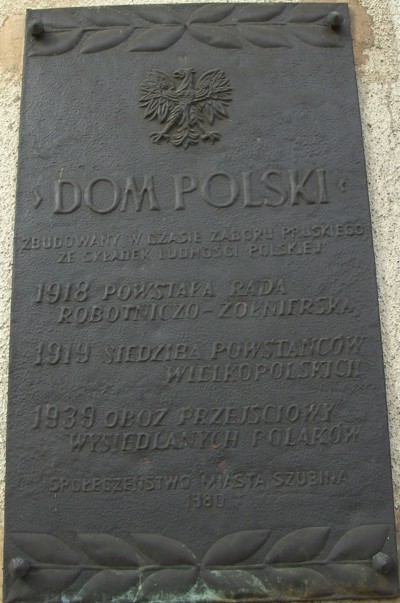 ›DOM POLSKI‹
ZBUDOWANY W CZASIE ZABORU PRUSKIEGO
ZE SKŁADEK LUDNOŚCI POLSKIEJ
1918 POWSTAŁA RADA
ROBOTNICZO-ŻOŁNIERSKA
1919 SIEDZIBA POWSTAŃCÓW
WIELKOPOLSKICH
1939 OBÓZ PRZEJŚCIOWY
WYSIEDLANYCH POLAKÓW
SPOŁECZEŃSTWO MIASTA SZUBINA
1980